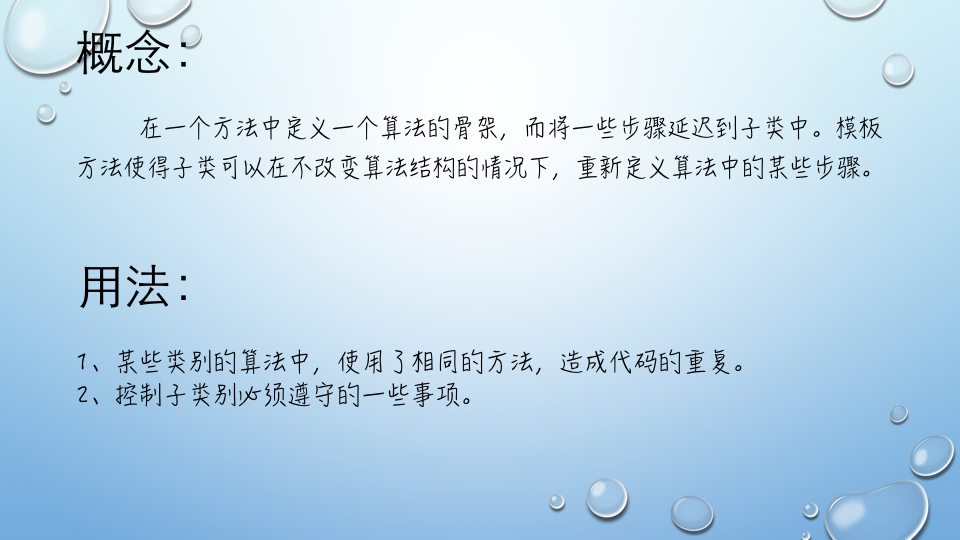 概念：
在一个方法中定义一个算法的骨架，而将一些步骤延迟到子类中。模板
方法使得子类可以在不改变算法结构的情况下，重新定义算法中的某些步骤。
用法：
1、某些类别的算法中，使用了相同的方法，造成代码的重复。
2、控制子类别必须遵守的一些事项。